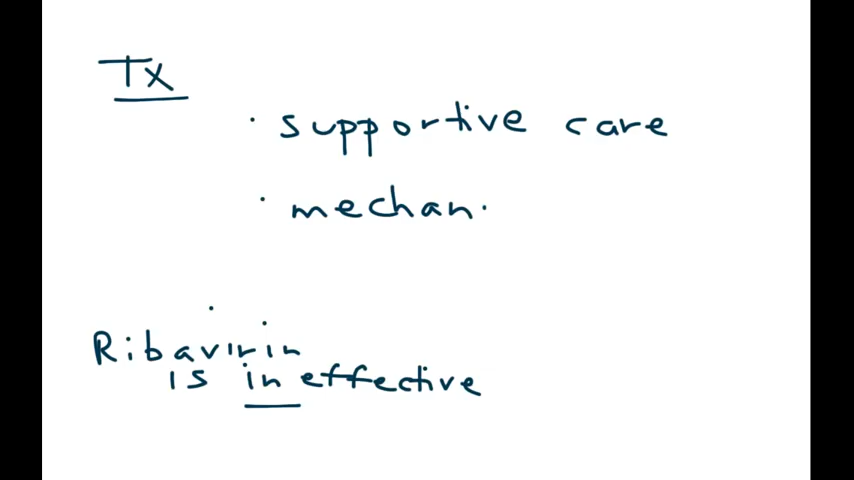 Tx
· supportive care
· mechan.
Ribavirin
is ineffective